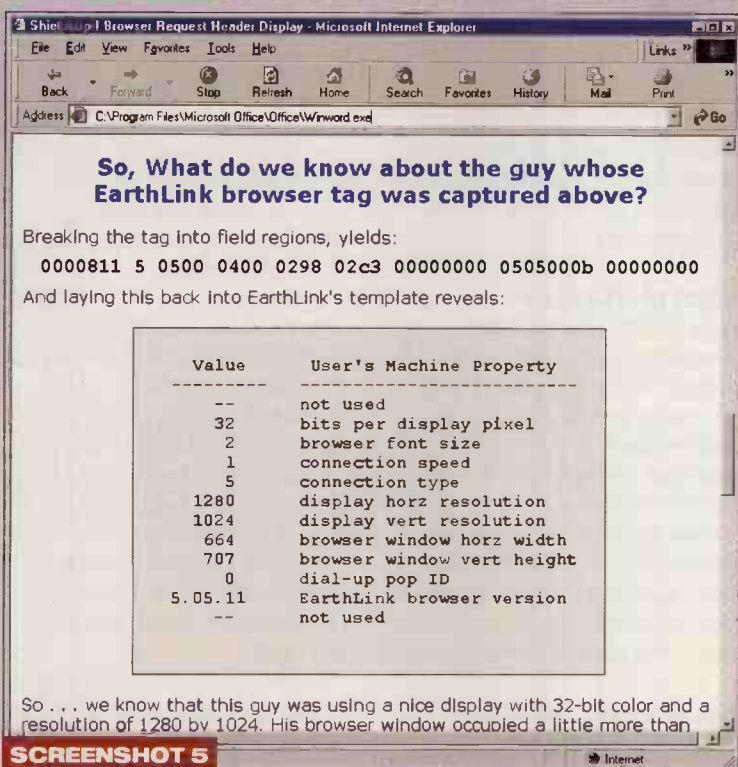 Browser Request Header Display - Microsoft Internet Explorer
File Edit View Favorites Tools Help
Links »
Back Forward Stop Refresh Home Search Favorites History Mail Print »
Address C:\Program Files\Microsoft Office\Office\Winword.exe Go
So, What do we know about the guy whose
EarthLink browser tag was captured above?
Breaking the tag into field regions, yields:
0000811 5 0500 0400 0298 02c3 00000000 0505000b 00000000
And laying this back into EarthLink's template reveals:
Value User's Machine Property
--------- ---------------------------
-- not used
32 bits per display pixel
2 browser font size
1 connection speed
5 connection type
1280 display horz resolution
1024 display vert resolution
664 browser window horz width
707 browser window vert height
0 dial-up pop ID
5.05.11 EarthLink browser version
-- not used
So . . . we know that this guy was using a nice display with 32-bit color and a
resolution of 1280 by 1024. His browser window occupied a little more than
SCREENSHOT 5
Internet